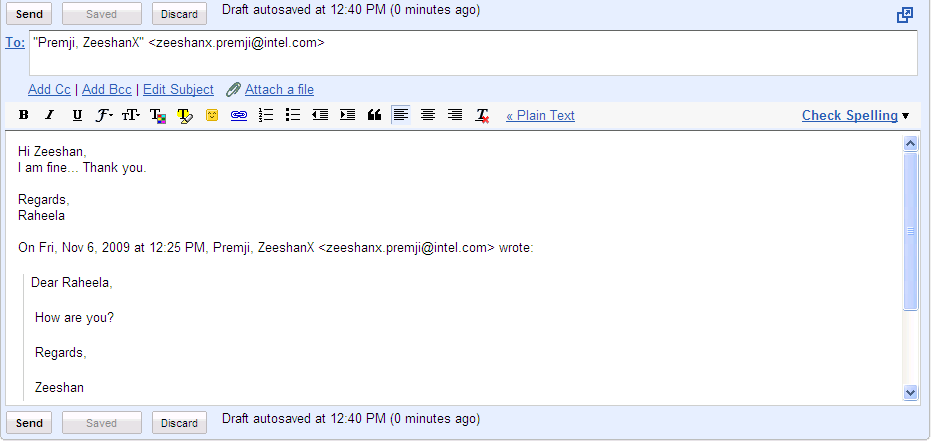 Send Saved Discard Draft autosaved at 12:40 PM (0 minutes ago)
To: "Premji, ZeeshanX" <zeeshanx.premji@intel.com>
Add Cc | Add Bcc | Edit Subject Attach a file
B I U F T T T « Plain Text Check Spelling ▼
Hi Zeeshan,
I am fine... Thank you.
Regards,
Raheela
On Fri, Nov 6, 2009 at 12:25 PM, Premji, ZeeshanX <zeeshanx.premji@intel.com> wrote:
Dear Raheela,
How are you?
Regards,
Zeeshan
Send Saved Discard Draft autosaved at 12:40 PM (0 minutes ago)